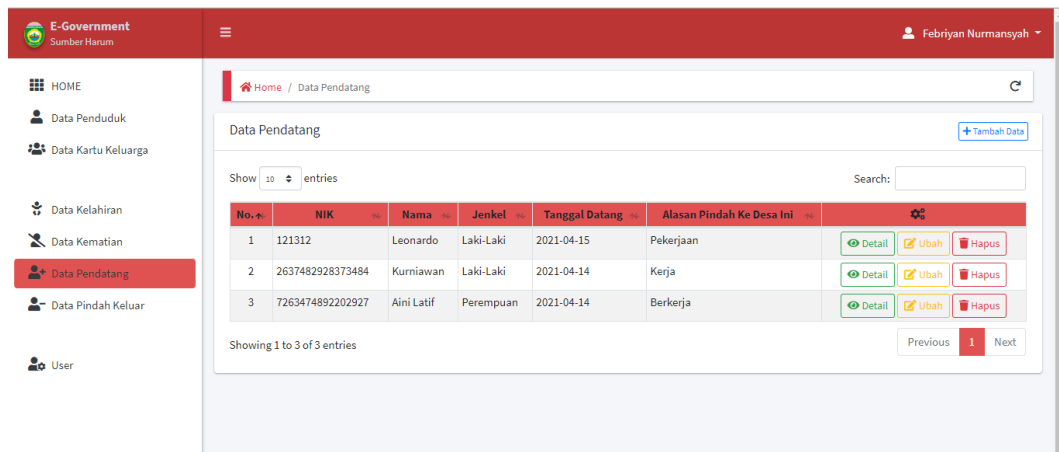 E-Government
Sumber Harum
Febriyan Nurmansyah
HOME
Data Penduduk
Data Kartu Keluarga
Data Kelahiran
Data Kematian
Data Pendatang
Data Pindah Keluar
User
Home / Data Pendatang
Data Pendatang
+ Tambah Data
Show 10 entries
Search:
No. NIK Nama Jenkel Tanggal Datang Alasan Pindah Ke Desa Ini
1 121312 Leonardo Laki-Laki 2021-04-15 Pekerjaan Detail Ubah Hapus
2 2637482928373484 Kurniawan Laki-Laki 2021-04-14 Kerja Detail Ubah Hapus
3 7263474892202927 Aini Latif Perempuan 2021-04-14 Berkerja Detail Ubah Hapus
Showing 1 to 3 of 3 entries
Previous 1 Next